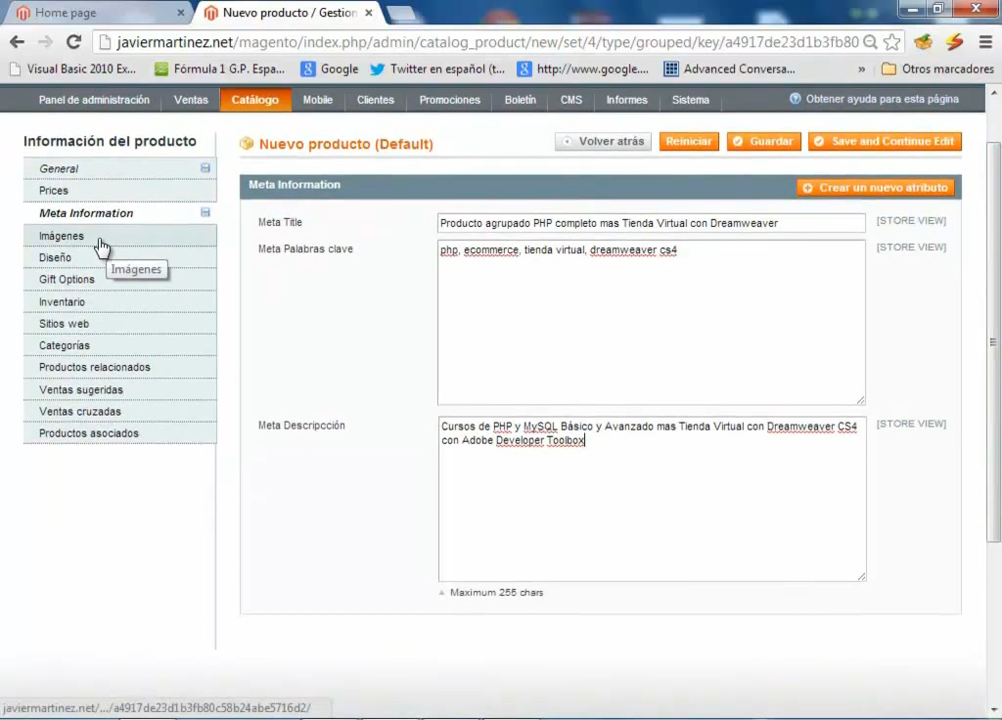 Home page
Nuevo producto / Gestion
javiermartinez.net/magento/index.php/admin/catalog_product/new/set/4/type/grouped/key/a4917de23d1b3fb80
Visual Basic 2010 Ex... Fórmula 1 G.P. Espa... Google Twitter en español (t... http://www.google.... Advanced Conversa... » Otros marcadores
Panel de administración Ventas Catálogo Mobile Clientes Promociones Boletín CMS Informes Sistema Obtener ayuda para esta página
Información del producto
General
Prices
Meta Information
Imágenes
Imágenes
Diseño
Gift Options
Inventario
Sitios web
Categorías
Productos relacionados
Ventas sugeridas
Ventas cruzadas
Productos asociados
Nuevo producto (Default)
Volver atrás Reiniciar Guardar Save and Continue Edit
Meta Information Crear un nuevo atributo
Meta Title Producto agrupado PHP completo mas Tienda Virtual con Dreamweaver [STORE VIEW]
Meta Palabras clave php, ecommerce, tienda virtual, dreamweaver cs4 [STORE VIEW]
Meta Descripcción Cursos de PHP y MySQL Básico y Avanzado mas Tienda Virtual con Dreamweaver CS4 [STORE VIEW]
con Adobe Developer Toolbox
Maximum 255 chars
javiermartinez.net/.../a4917de23d1b3fb80c58b24abe5716d2/